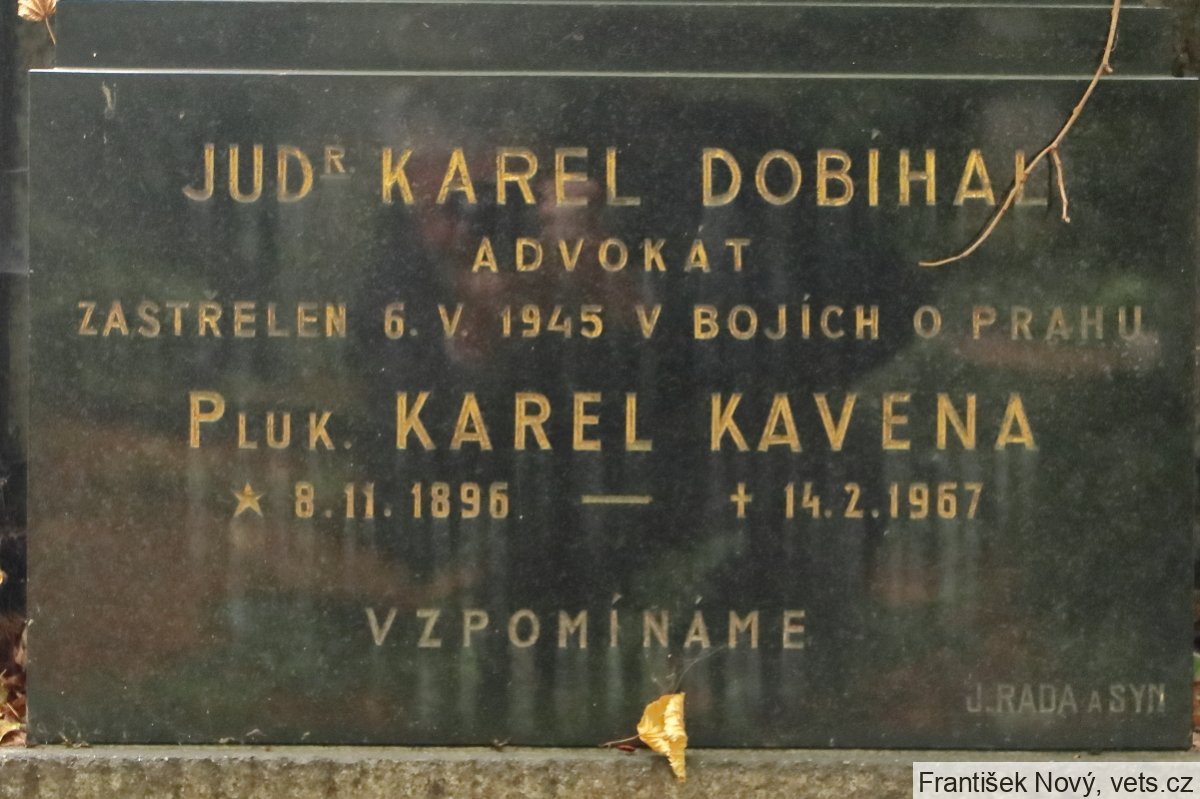 JUDR. KAREL DOBIHAL
ADVOKÁT
ZASTŘELEN 6. V. 1945 V BOJÍCH O PRAHU
PLUK. KAREL KAVENA
★ 8.11.1896 — † 14.2.1967
VZPOMÍNÁME
J. RADA A SYN
František Nový, vets.cz